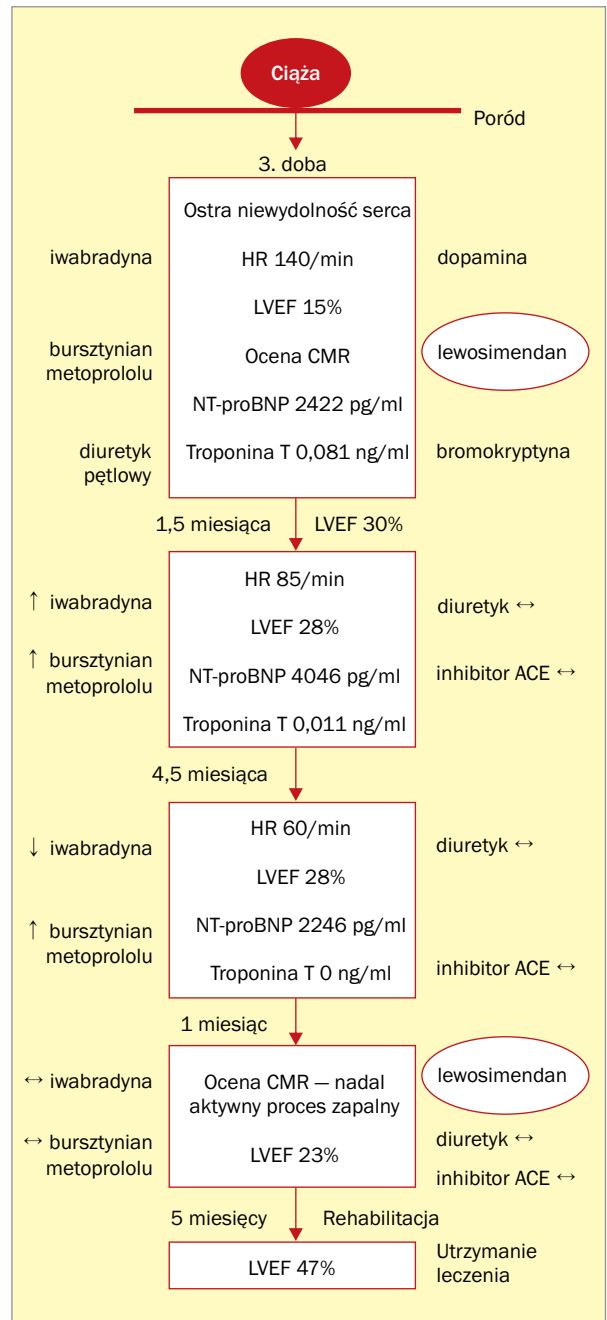 Ciąża
Poród
3. doba
Ostra niewydolność serca
iwabradyna
HR 140/min
dopamina
LVEF 15%
bursztynian
metoprololu
Ocena CMR
lewosimendan
NT-proBNP 2422 pg/ml
diuretyk
pętlowy
Troponina T 0,081 ng/ml
bromokryptyna
1,5 miesiąca
LVEF 30%
HR 85/min
↑ iwabradyna
diuretyk ↔
LVEF 28%
↑ bursztynian
metoprololu
NT-proBNP 4046 pg/ml
inhibitor ACE ↔
Troponina T 0,011 ng/ml
4,5 miesiąca
HR 60/min
↓ iwabradyna
diuretyk ↔
LVEF 28%
↑ bursztynian
metoprololu
NT-proBNP 2246 pg/ml
Troponina T 0 ng/ml
inhibitor ACE ↔
1 miesiąc
↔ iwabradyna
Ocena CMR — nadal
aktywny proces zapalny
lewosimendan
↔ bursztynian
metoprololu
LVEF 23%
diuretyk ↔
inhibitor ACE ↔
5 miesięcy
Rehabilitacja
LVEF 47%
Utrzymanie
leczenia